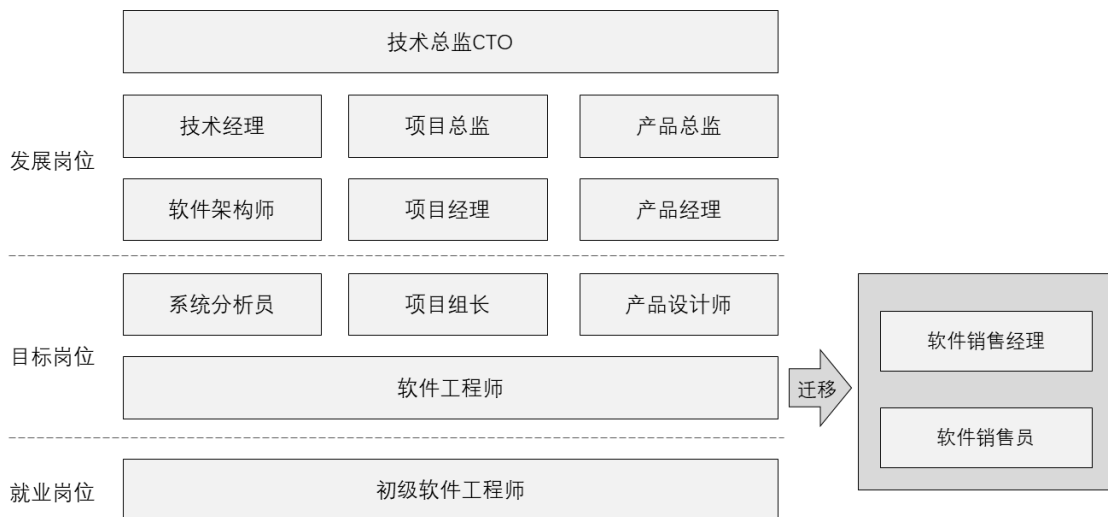 技术总监CTO
技术经理 项目总监 产品总监
发展岗位
软件架构师 项目经理 产品经理
系统分析员 项目组长 产品设计师
目标岗位
软件工程师
迁移
软件销售经理
软件销售员
就业岗位
初级软件工程师